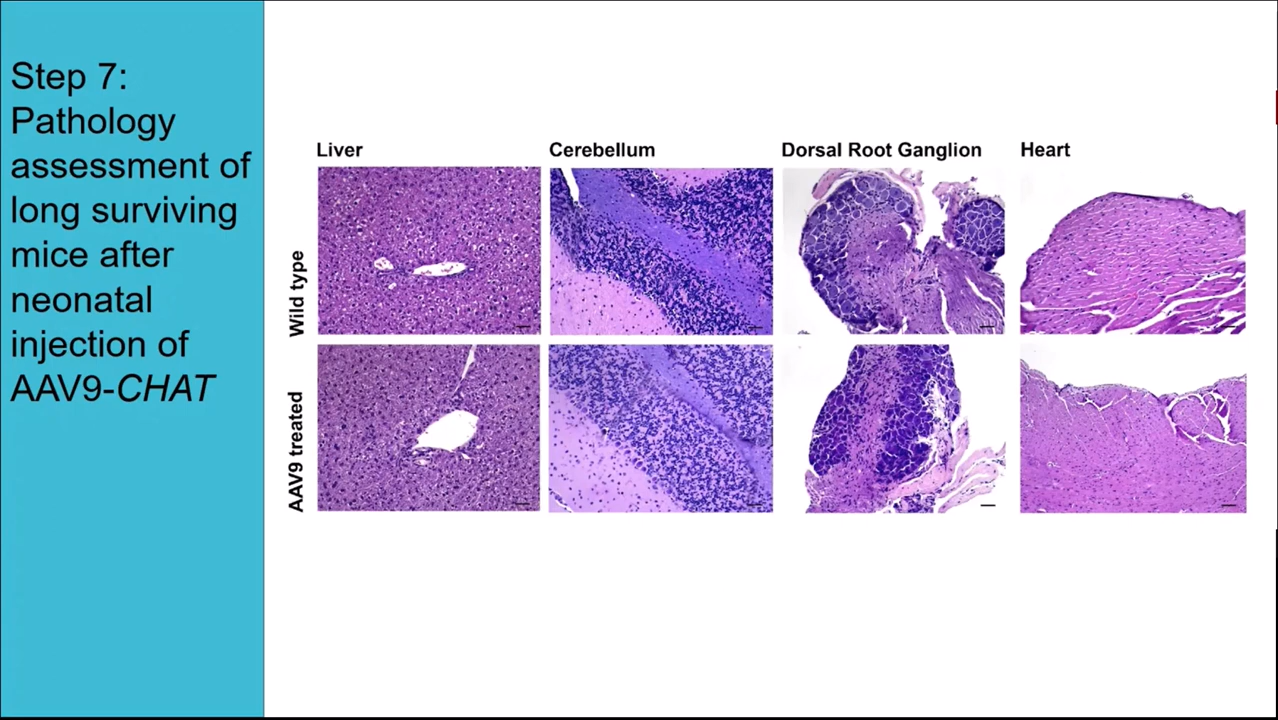 Step 7:
Pathology
assessment of
long surviving
mice after
neonatal
injection of
AAV9-CHAT
Liver
Cerebellum
Dorsal Root Ganglion
Heart
Wild type
AAV9 treated